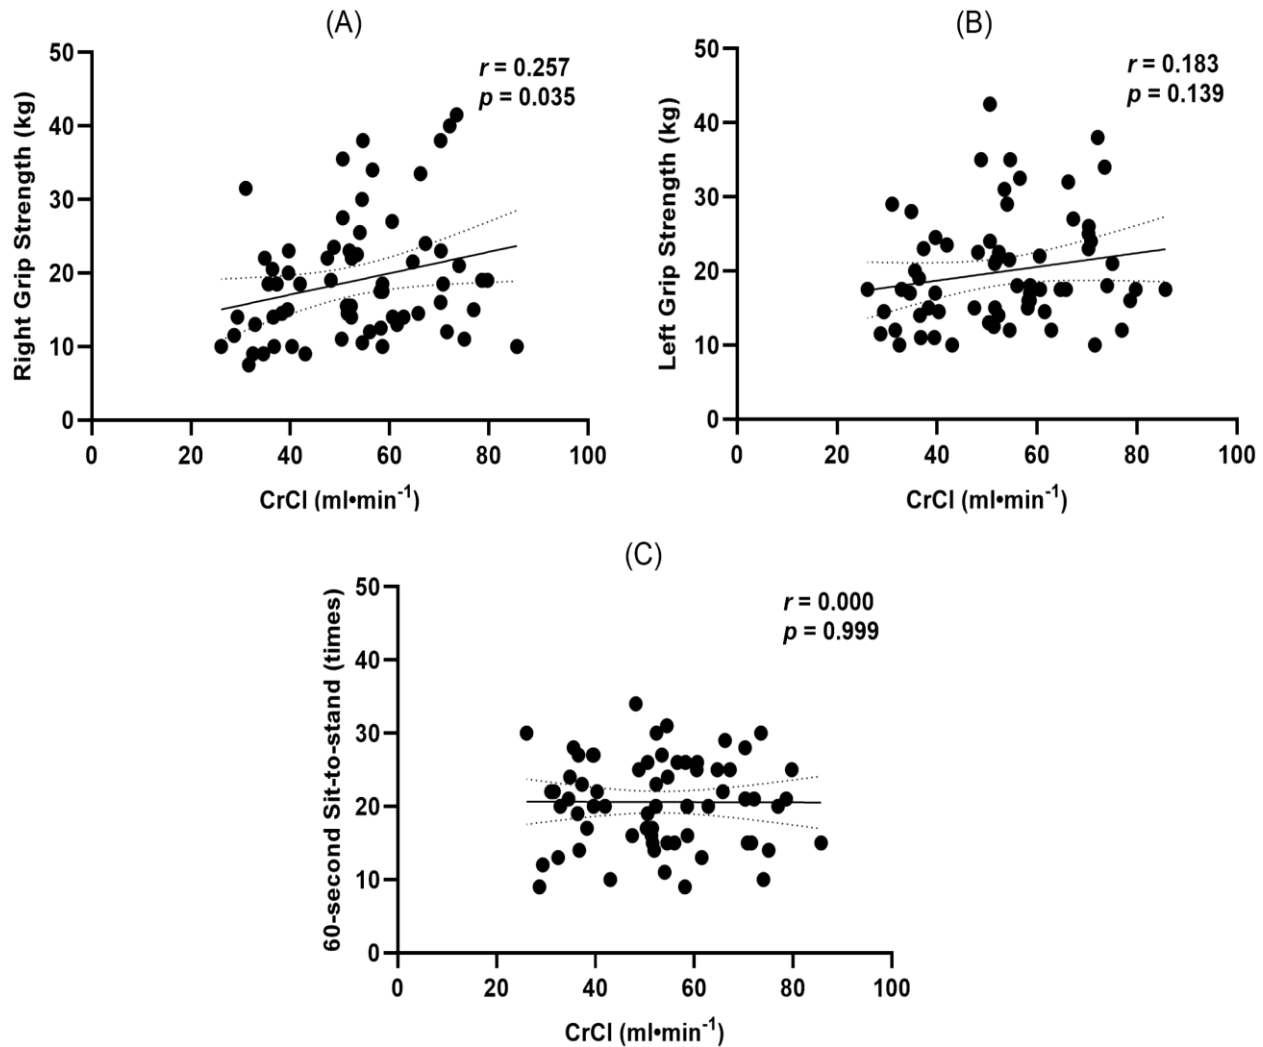 (A)
r = 0.257
p = 0.035
Right Grip Strength (kg)
50
40
30
20
10
0
0 20 40 60 80 100
CrCl (ml•min⁻¹)
(B)
r = 0.183
p = 0.139
Left Grip Strength (kg)
50
40
30
20
10
0
0 20 40 60 80 100
CrCl (ml•min⁻¹)
(C)
r = 0.000
p = 0.999
60-second Sit-to-stand (times)
50
40
30
20
10
0
0 20 40 60 80 100
CrCl (ml•min⁻¹)